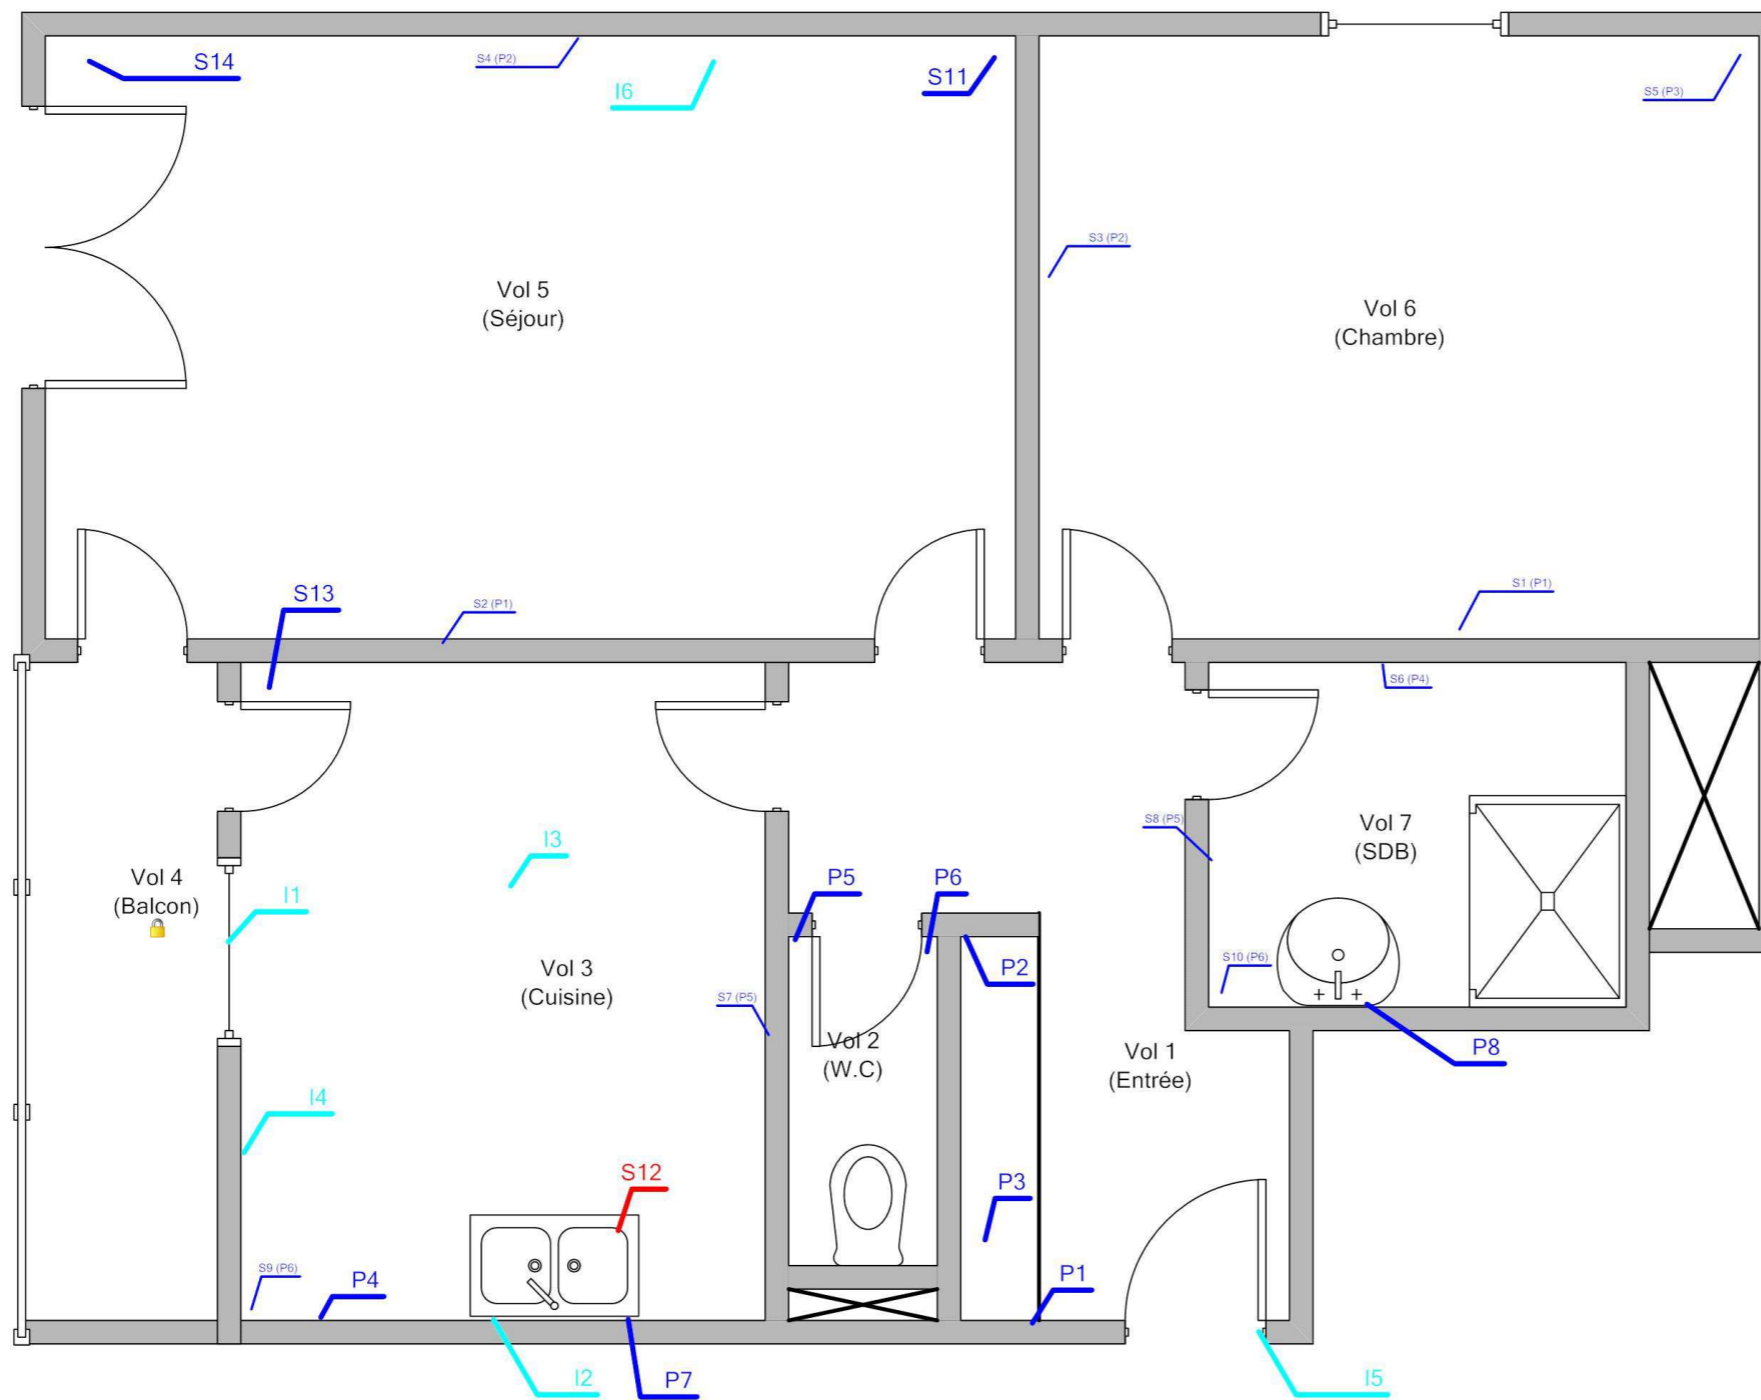 S14
S4 (P2)
I6
S11
S5 (P3)
S3 (P2)
Vol 5
(Séjour)
Vol 6
(Chambre)
S13
S2 (P1)
S1 (P1)
S6 (P4)
I3
S8 (P5)
Vol 7
(SDB)
Vol 4
(Balcon)
I1
P5
P6
Vol 3
(Cuisine)
P2
S10 (P6)
S7 (P5)
Vol 2
(W.C)
Vol 1
(Entrée)
P8
I4
S12
P3
S9 (P6)
P4
P1
I2
P7
I5